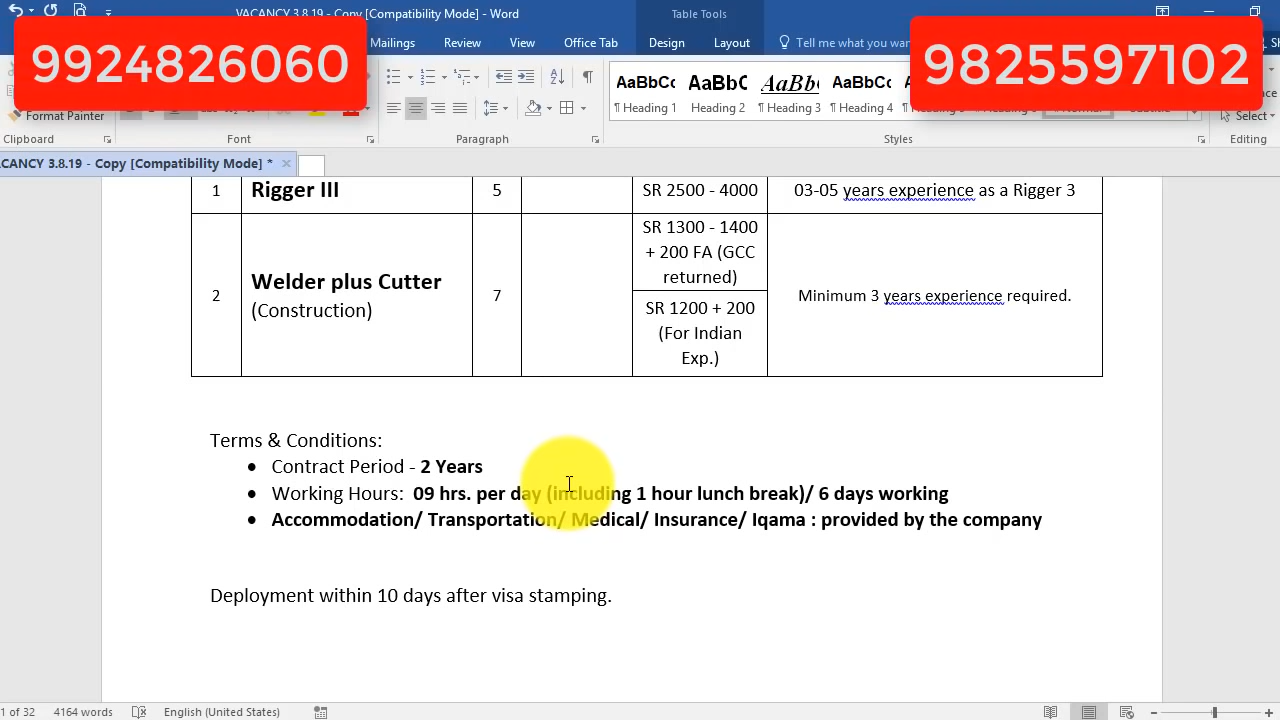 VACANCY 3.8.19 - Copy [Compatibility Mode] - Word
Table Tools
9924826060
9825597102
Mailings Review View Office Tab Design Layout Tell me what you want
Format Painter
AaBbCc AaBbC AaBb AaBbCc
¶ Heading 1 ¶ Heading 2 ¶ Heading 3 ¶ Heading 4
Select
Clipboard Font Paragraph Styles Editing
CANCY 3.8.19 - Copy [Compatibility Mode] *
1 Rigger III 5 SR 2500 - 4000 03-05 years experience as a Rigger 3
SR 1300 - 1400
+ 200 FA (GCC
returned)
2 Welder plus Cutter 7 Minimum 3 years experience required.
(Construction)
SR 1200 + 200
(For Indian
Exp.)
Terms & Conditions:
• Contract Period - 2 Years
• Working Hours: 09 hrs. per day (including 1 hour lunch break)/ 6 days working
• Accommodation/ Transportation/ Medical/ Insurance/ Iqama : provided by the company
Deployment within 10 days after visa stamping.
1 of 32 4164 words English (United States)